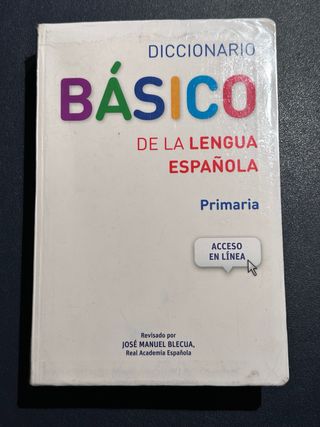 DICCIONARIO
BÁSICO
DE LA LENGUA
ESPAÑOLA
Primaria
ACCESO
EN LÍNEA
Revisado por
JOSÉ MANUEL BLECUA,
Real Academia Española